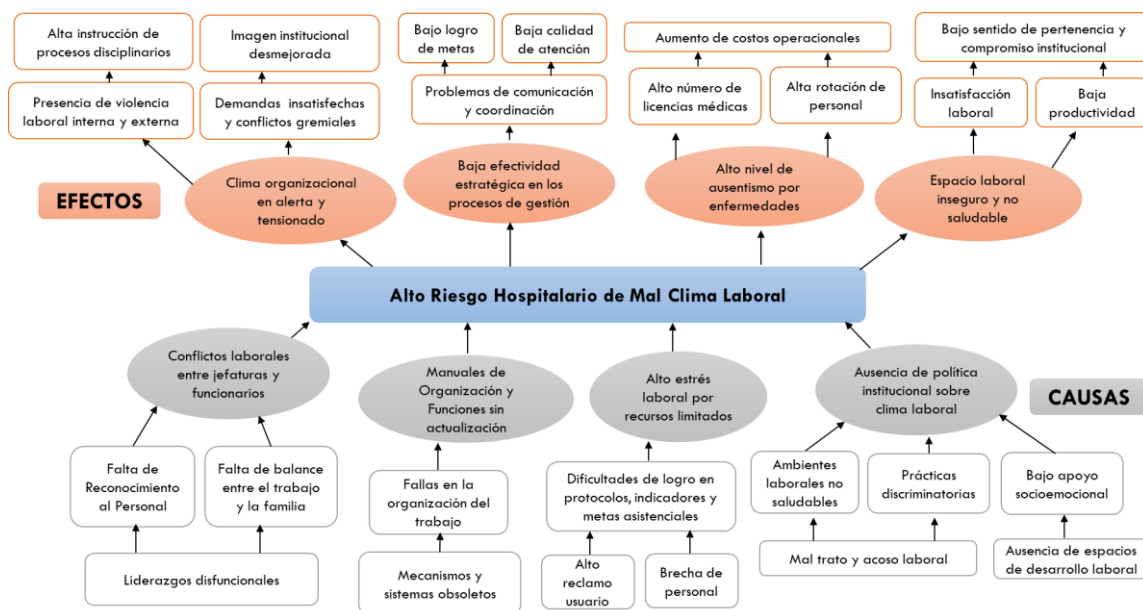 Alta instrucción de
procesos disciplinarios
Imagen institucional
desmejorada
Bajo logro
de metas
Baja calidad
de atención
Aumento de costos operacionales
Bajo sentido de pertenencia y
compromiso institucional
Presencia de violencia
laboral interna y externa
Demandas insatisfechas
y conflictos gremiales
Problemas de comunicación y
coordinación
Alto número de
licencias médicas
Alta rotación de
personal
Insatisfacción
laboral
Baja
productividad
EFECTOS
Clima organizacional
en alerta y
tensionado
Baja efectividad
estratégica en los
procesos de gestión
Alto nivel de
ausentismo por
enfermedades
Espacio laboral
inseguro y no
saludable
Alto Riesgo Hospitalario de Mal Clima Laboral
Conflictos laborales
entre jefaturas y
funcionarios
Manuales de
Organización y
Funciones sin
actualización
Alto estrés
laboral por
recursos limitados
Ausencia de política
institucional sobre
clima laboral
CAUSAS
Falta de
Reconocimiento
al Personal
Falta de balance
entre el trabajo
y la familia
Fallas en la
organización del
trabajo
Dificultades de logro en
protocolos, indicadores y
metas asistenciales
Ambientes
laborales no
saludables
Prácticas
discriminatorias
Bajo apoyo
socioemocional
Liderazgos disfuncionales
Mecanismos y
sistemas obsoletos
Alto
reclamo
usuario
Brecha de
personal
Mal trato y acoso laboral
Ausencia de espacios
de desarrollo laboral